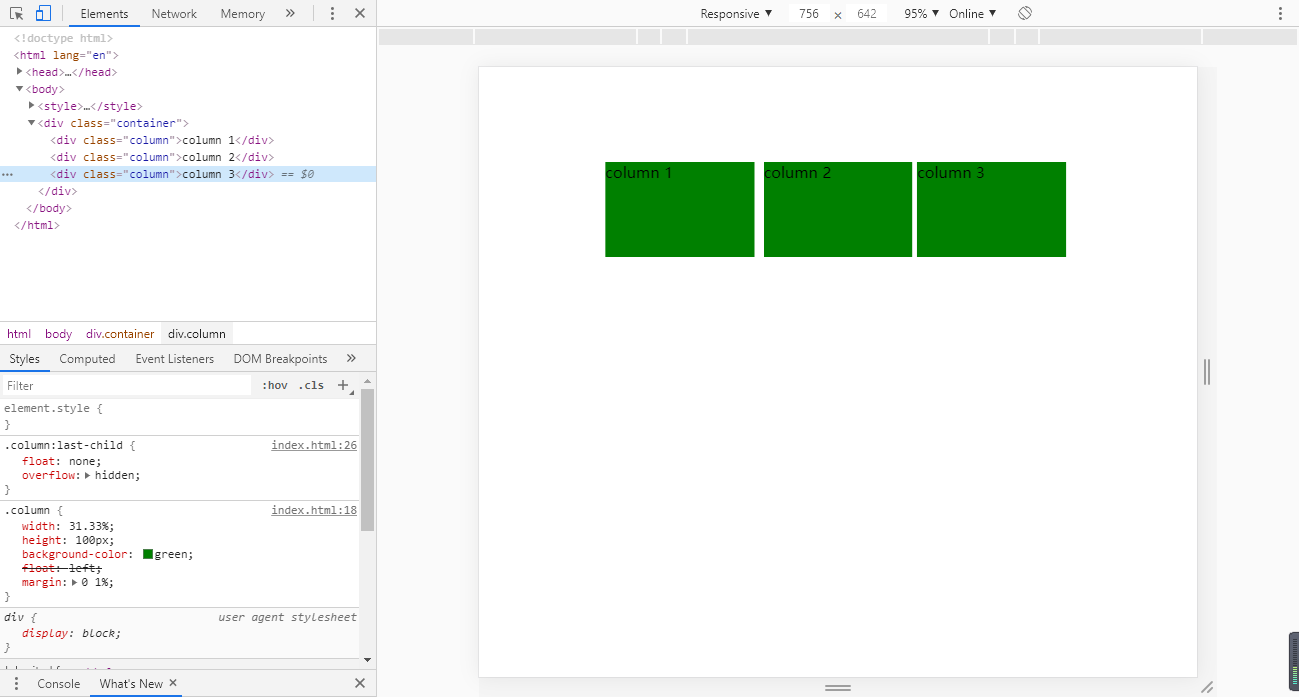 Elements Network Memory » ⋮ ✕
Responsive ▼ 756 × 642 95% ▼ Online ▼
<!doctype html>
<html lang="en">
<head>…</head>
<body>
<style>…</style>
<div class="container">
<div class="column">column 1</div>
<div class="column">column 2</div>
<div class="column">column 3</div> == $0
</div>
</body>
</html>
html body div.container div.column
Styles Computed Event Listeners DOM Breakpoints »
Filter :hov .cls +
element.style {
}
.column:last-child { index.html:26
float: none;
overflow: hidden;
}
.column { index.html:18
width: 31.33%;
height: 100px;
background-color: green;
float: left;
margin: 0 1%;
}
div { user agent stylesheet
display: block;
}
Console What's New ✕
column 1 column 2 column 3